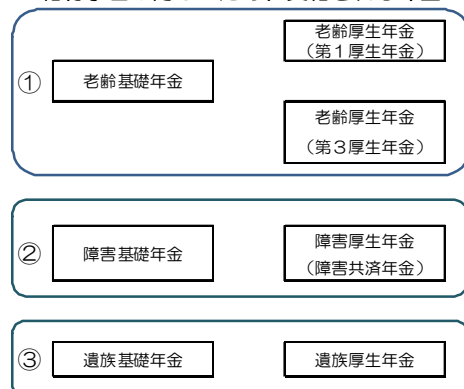 老齢厚生年金
（第１厚生年金）
①
老齢基礎年金
老齢厚生年金
（第３厚生年金）
②
障害基礎年金
障害厚生年金
（障害共済年金）
③
遺族基礎年金
遺族厚生年金